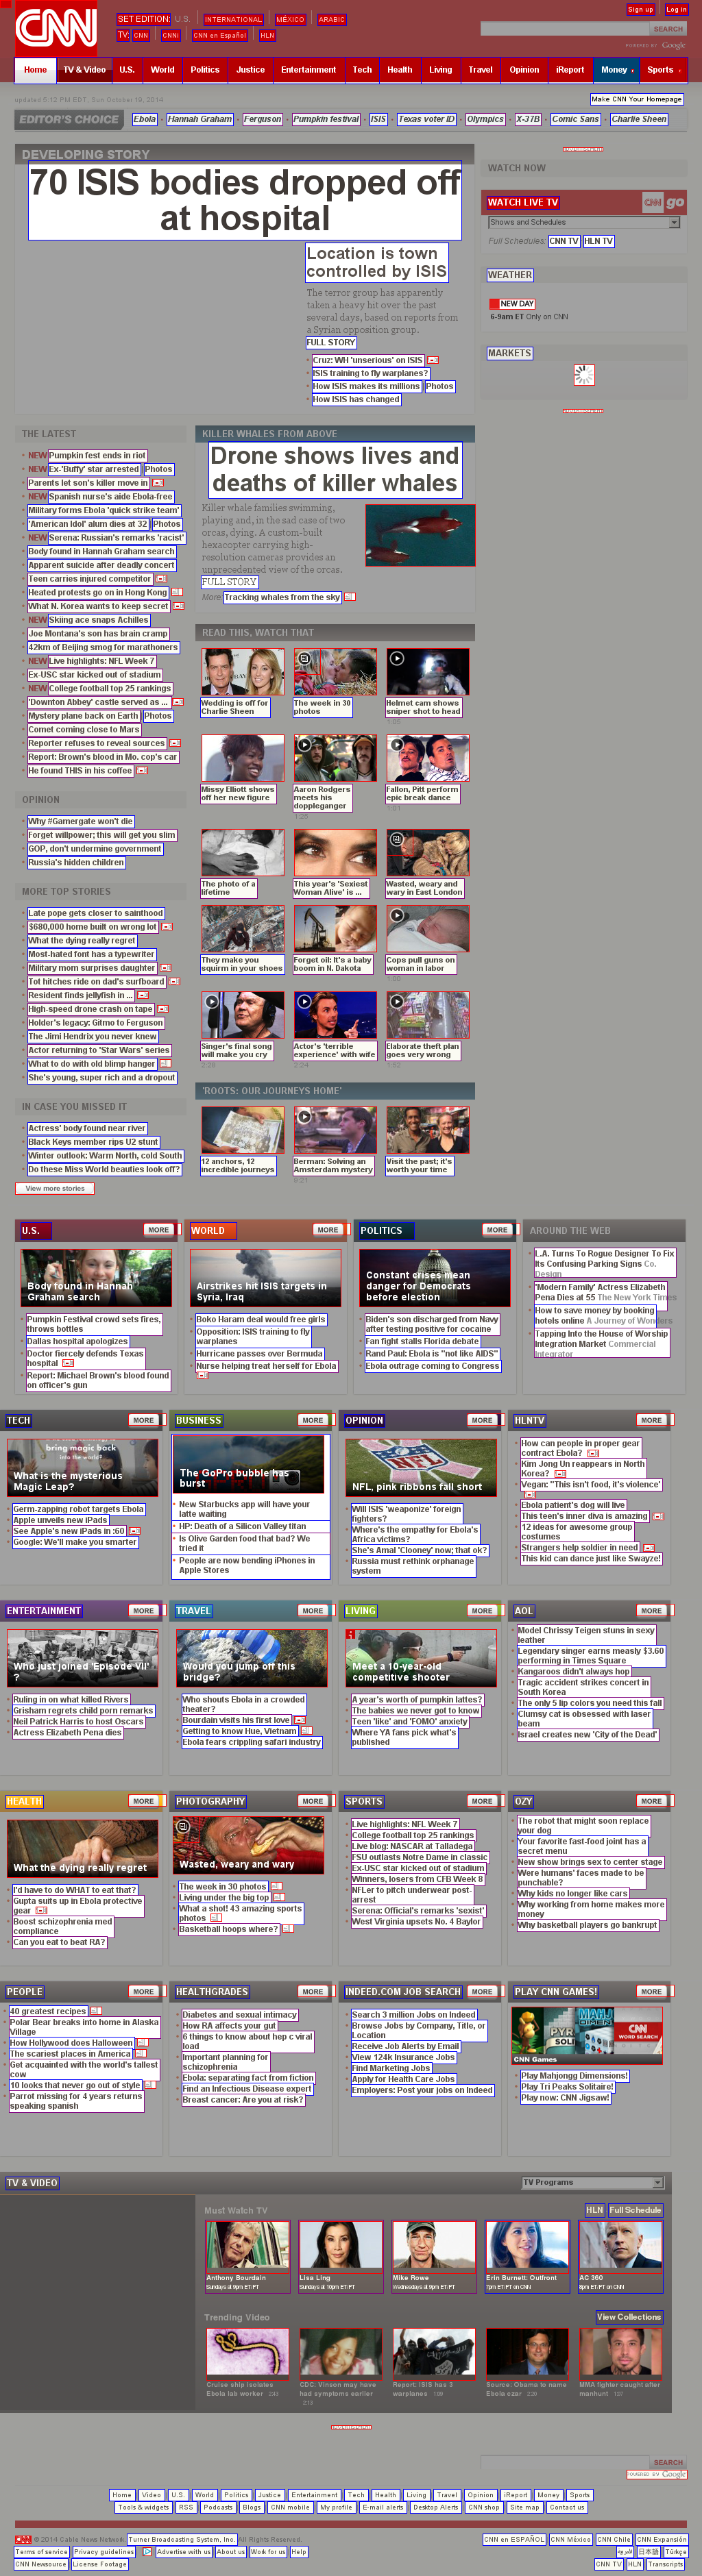 CNN
SET EDITION: U.S. INTERNATIONAL MÉXICO ARABIC
TV: CNN CNNi CNN en Español HLN
Sign up Log in
SEARCH
POWERED BY Google
Home TV & Video U.S. World Politics Justice Entertainment Tech Health Living Travel Opinion iReport Money Sports
updated 5:12 PM EDT, Sun October 19, 2014
Make CNN Your Homepage
EDITOR'S CHOICE Ebola Hannah Graham Ferguson Pumpkin festival ISIS Texas voter ID Olympics X-37B Comic Sans Charlie Sheen
DEVELOPING STORY
70 ISIS bodies dropped off
at hospital
Location is town
controlled by ISIS
The terror group has apparently
taken a heavy hit over the past
several days, based on reports from
a Syrian opposition group.
FULL STORY
Cruz: WH 'unserious' on ISIS
ISIS training to fly warplanes?
How ISIS makes its millions Photos
How ISIS has changed
WATCH NOW
WATCH LIVE TV
CNN go
Shows and Schedules
Full Schedules: CNN TV HLN TV
WEATHER
NEW DAY
6-9am ET Only on CNN
MARKETS
THE LATEST
NEW Pumpkin fest ends in riot
NEW Ex-'Buffy' star arrested Photos
Parents let son's killer move in
NEW Spanish nurse's aide Ebola-free
Military forms Ebola 'quick strike team'
'American Idol' alum dies at 32 Photos
NEW Serena: Russian's remarks 'racist'
Body found in Hannah Graham search
Apparent suicide after deadly concert
Teen carries injured competitor
Heated protests go on in Hong Kong
What N. Korea wants to keep secret
NEW Skiing ace snaps Achilles
Joe Montana's son has brain cramp
42km of Beijing smog for marathoners
NEW Live highlights: NFL Week 7
Ex-USC star kicked out of stadium
NEW College football top 25 rankings
'Downton Abbey' castle served as ...
Mystery plane back on Earth Photos
Comet coming close to Mars
Reporter refuses to reveal sources
Report: Brown's blood in Mo. cop's car
He found THIS in his coffee
OPINION
Why #Gamergate won't die
Forget willpower; this will get you slim
GOP, don't undermine government
Russia's hidden children
MORE TOP STORIES
Late pope gets closer to sainthood
$680,000 home built on wrong lot
What the dying really regret
Most-hated font has a typewriter
Military mom surprises daughter
Tot hitches ride on dad's surfboard
Resident finds jellyfish in ...
High-speed drone crash on tape
Holder's legacy: Gitmo to Ferguson
The Jimi Hendrix you never knew
Actor returning to 'Star Wars' series
What to do with old blimp hanger
She's young, super rich and a dropout
IN CASE YOU MISSED IT
Actress' body found near river
Black Keys member rips U2 stunt
Winter outlook: Warm North, cold South
Do these Miss World beauties look off?
View more stories
KILLER WHALES FROM ABOVE
Drone shows lives and
deaths of killer whales
Killer whale families swimming,
playing and, in the sad case of two
orcas, dying. A custom-built
hexacopter carrying high-
resolution cameras provides an
unprecedented view of the orcas.
FULL STORY
More: Tracking whales from the sky
READ THIS, WATCH THAT
Wedding is off for
Charlie Sheen
The week in 30
photos
Helmet cam shows
sniper shot to head
1:06
Missy Elliott shows
off her new figure
Aaron Rodgers
meets his
doppleganger
1:26
Fallon, Pitt perform
epic break dance
1:01
The photo of a
lifetime
This year's 'Sexiest
Woman Alive' is ...
Wasted, weary and
wary in East London
They make you
squirm in your shoes
Forget oil: It's a baby
boom in N. Dakota
Cops pull guns on
woman in labor
1:00
Singer's final song
will make you cry
2:28
Actor's 'terrible
experience' with wife
2:24
Elaborate theft plan
goes very wrong
1:52
'ROOTS: OUR JOURNEYS HOME'
12 anchors, 12
incredible journeys
Berman: Solving an
Amsterdam mystery
9:21
Visit the past; it's
worth your time
U.S. MORE
Body found in Hannah
Graham search
Pumpkin Festival crowd sets fires,
throws bottles
Dallas hospital apologizes
Doctor fiercely defends Texas
hospital
Report: Michael Brown's blood found
on officer's gun
WORLD MORE
Airstrikes hit ISIS targets in
Syria, Iraq
Boko Haram deal would free girls
Opposition: ISIS training to fly
warplanes
Hurricane passes over Bermuda
Nurse helping treat herself for Ebola
POLITICS MORE
Constant crises mean
danger for Democrats
before election
Biden's son discharged from Navy
after testing positive for cocaine
Fan fight stalls Florida debate
Rand Paul: Ebola is "not like AIDS"
Ebola outrage coming to Congress
AROUND THE WEB
L.A. Turns To Rogue Designer To Fix
Its Confusing Parking Signs Co.
Design
'Modern Family' Actress Elizabeth
Pena Dies at 55 The New York Times
How to save money by booking
hotels online A Journey of Wonders
Tapping Into the House of Worship
Integration Market Commercial
Integrator
TECH MORE
What is the mysterious
Magic Leap?
Germ-zapping robot targets Ebola
Apple unveils new iPads
See Apple's new iPads in :60
Google: We'll make you smarter
BUSINESS MORE
The GoPro bubble has
burst
New Starbucks app will have your
latte waiting
HP: Death of a Silicon Valley titan
Is Olive Garden food that bad? We
tried it
People are now bending iPhones in
Apple Stores
OPINION MORE
NFL, pink ribbons fall short
Will ISIS 'weaponize' foreign
fighters?
Where's the empathy for Ebola's
Africa victims?
She's Amal 'Clooney' now; that ok?
Russia must rethink orphanage
system
HLNTV MORE
How can people in proper gear
contract Ebola?
Kim Jong Un reappears in North
Korea?
Vegan: "This isn't food, it's violence'
Ebola patient's dog will live
This teen's inner diva is amazing
12 ideas for awesome group
costumes
Strangers help soldier in need
This kid can dance just like Swayze!
ENTERTAINMENT MORE
Who just joined 'Episode VII'
?
Ruling in on what killed Rivers
Grisham regrets child porn remarks
Neil Patrick Harris to host Oscars
Actress Elizabeth Pena dies
TRAVEL MORE
Would you jump off this
bridge?
Who shouts Ebola in a crowded
theater?
Bourdain visits his first love
Getting to know Hue, Vietnam
Ebola fears crippling safari industry
LIVING MORE
Meet a 10-year-old
competitive shooter
A year's worth of pumpkin lattes?
The babies we never got to know
Teen 'like' and 'FOMO' anxiety
Where YA fans pick what's
published
AOL MORE
Model Chrissy Teigen stuns in sexy
leather
Legendary singer earns measly $3.60
performing in Times Square
Kangaroos didn't always hop
Tragic accident strikes concert in
South Korea
The only 5 lip colors you need this fall
Clumsy cat is obsessed with laser
beam
Israel creates new 'City of the Dead'
HEALTH MORE
What the dying really regret
I'd have to do WHAT to eat that?
Gupta suits up in Ebola protective
gear
Boost schizophrenia med
compliance
Can you eat to beat RA?
PHOTOGRAPHY MORE
Wasted, weary and wary
The week in 30 photos
Living under the big top
What a shot! 43 amazing sports
photos
Basketball hoops where?
SPORTS MORE
Live highlights: NFL Week 7
College football top 25 rankings
Live blog: NASCAR at Talladega
FSU outlasts Notre Dame in classic
Ex-USC star kicked out of stadium
Winners, losers from CFB Week 8
NFLer to pitch underwear post-
arrest
Serena: Official's remarks 'sexist'
West Virginia upsets No. 4 Baylor
OZY MORE
The robot that might soon replace
your dog
Your favorite fast-food joint has a
secret menu
New show brings sex to center stage
Were humans' faces made to be
punchable?
Why kids no longer like cars
Why working from home makes more
money
Why basketball players go bankrupt
PEOPLE MORE
40 greatest recipes
Polar Bear breaks into home in Alaska
Village
How Hollywood does Halloween
The scariest places in America
Get acquainted with the world's tallest
cow
10 looks that never go out of style
Parrot missing for 4 years returns
speaking spanish
HEALTHGRADES MORE
Diabetes and sexual intimacy
How RA affects your gut
6 things to know about hep c viral
load
Important planning for
schizophrenia
Ebola: separating fact from fiction
Find an Infectious Disease expert
Breast cancer: Are you at risk?
INDEED.COM JOB SEARCH MORE
Search 3 million Jobs on Indeed
Browse Jobs by Company, Title, or
Location
Receive Job Alerts by Email
View 124k Insurance Jobs
Find Marketing Jobs
Apply for Health Care Jobs
Employers: Post your jobs on Indeed
PLAY CNN GAMES! MORE
CNN Games
Play Mahjongg Dimensions!
Play Tri Peaks Solitaire!
Play now: CNN Jigsaw!
TV & VIDEO
TV Programs
Must Watch TV
HLN Full Schedule
Anthony Bourdain
Sundays at 9pm ET/PT
Lisa Ling
Sundays at 10pm ET/PT
Mike Rowe
Wednesdays at 9pm ET/PT
Erin Burnett: Outfront
7pm ET/PT on CNN
AC 360
8pm ET/PT on CNN
Trending Video
View Collections
Cruise ship isolates
Ebola lab worker 243
CDC: Vinson may have
had symptoms earlier
213
Report: ISIS has 3
warplanes 199
Source: Obama to name
Ebola czar 220
MMA fighter caught after
manhunt 187
SEARCH
POWERED BY Google
Home Video U.S. World Politics Justice Entertainment Tech Health Living Travel Opinion iReport Money Sports
Tools & widgets RSS Podcasts Blogs CNN mobile My profile E-mail alerts Desktop Alerts CNN shop Site map Contact us
© 2014 Cable News Network. Turner Broadcasting System, Inc. All Rights Reserved.
Terms of service Privacy guidelines Advertise with us About us Work for us Help
CNN Newsource License Footage
CNN en ESPAÑOL CNN México CNN Chile CNN Expansión
العربية 日本語 Türkçe
CNN TV HLN Transcripts